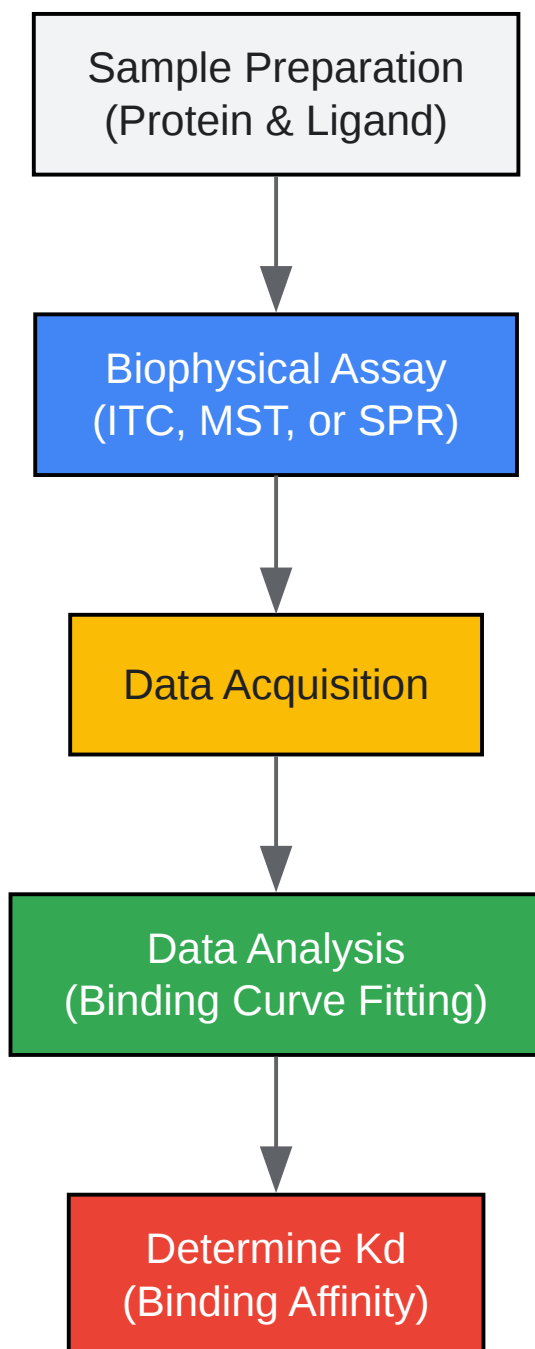 Sample Preparation
(Protein & Ligand)
Biophysical Assay
(ITC, MST, or SPR)
Data Acquisition
Data Analysis
(Binding Curve Fitting)
Determine Kd
(Binding Affinity)